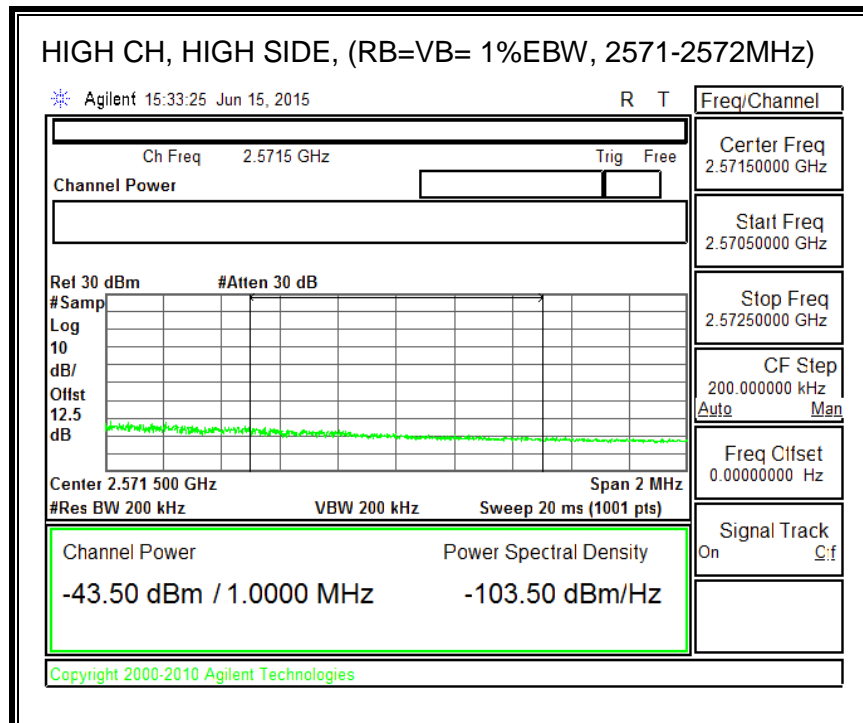 HIGH CH, HIGH SIDE, (RB=VB= 1%EBW, 2571-2572MHz)
Agilent 15:33:25 Jun 15, 2015 R T
Freq/Channel
Ch Freq 2.5715 GHz Trig Free
Channel Power
Center Freq
2.57150000 GHz
Start Freq
2.57050000 GHz
Stop Freq
2.57250000 GHz
CF Step
200.000000 kHz
Auto Man
Freq Offset
0.00000000 Hz
Signal Track
On Off
Ref 30 dBm #Atten 30 dB
#Samp
Log
10
dB/
Offst
12.5
dB
Center 2.571 500 GHz Span 2 MHz
#Res BW 200 kHz VBW 200 kHz Sweep 20 ms (1001 pts)
Channel Power Power Spectral Density
-43.50 dBm / 1.0000 MHz -103.50 dBm/Hz
Copyright 2000-2010 Agilent Technologies